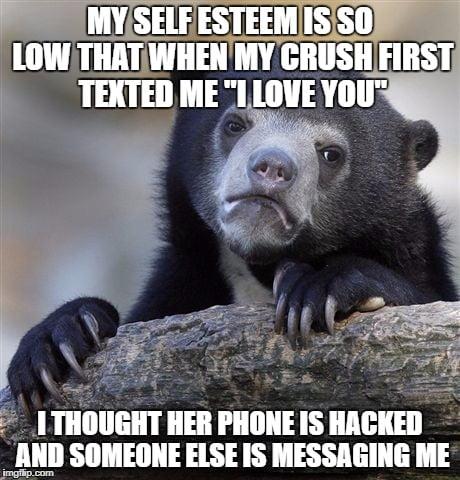 MY SELF ESTEEM IS SO
LOW THAT WHEN MY CRUSH FIRST
TEXTED ME "I LOVE YOU"
I THOUGHT HER PHONE IS HACKED
AND SOMEONE ELSE IS MESSAGING ME
imgflip.com